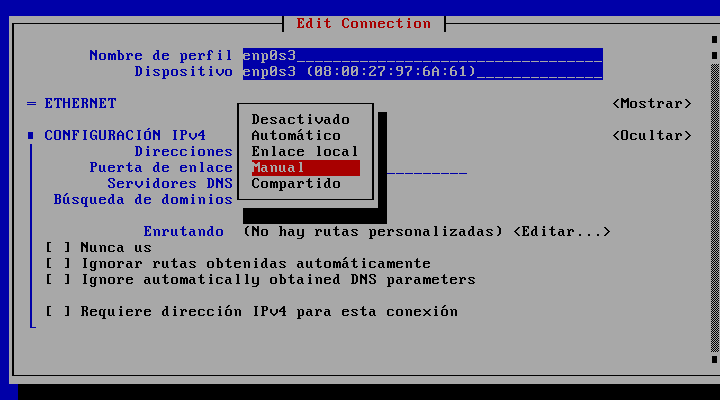 Edit Connection
Nombre de perfil enp0s3
Dispositivo enp0s3 (08:00:27:97:6A:61)
= ETHERNET <Mostrar>
CONFIGURACIÓN IPv4 <Ocultar>
Desactivado
Automático
Enlace local
Manual
Compartido
Direcciones
Puerta de enlace
Servidores DNS
Búsqueda de dominios
Enrutando (No hay rutas personalizadas) <Editar...>
[ ] Nunca us
[ ] Ignorar rutas obtenidas automáticamente
[ ] Ignore automatically obtained DNS parameters
[ ] Requiere dirección IPv4 para esta conexión